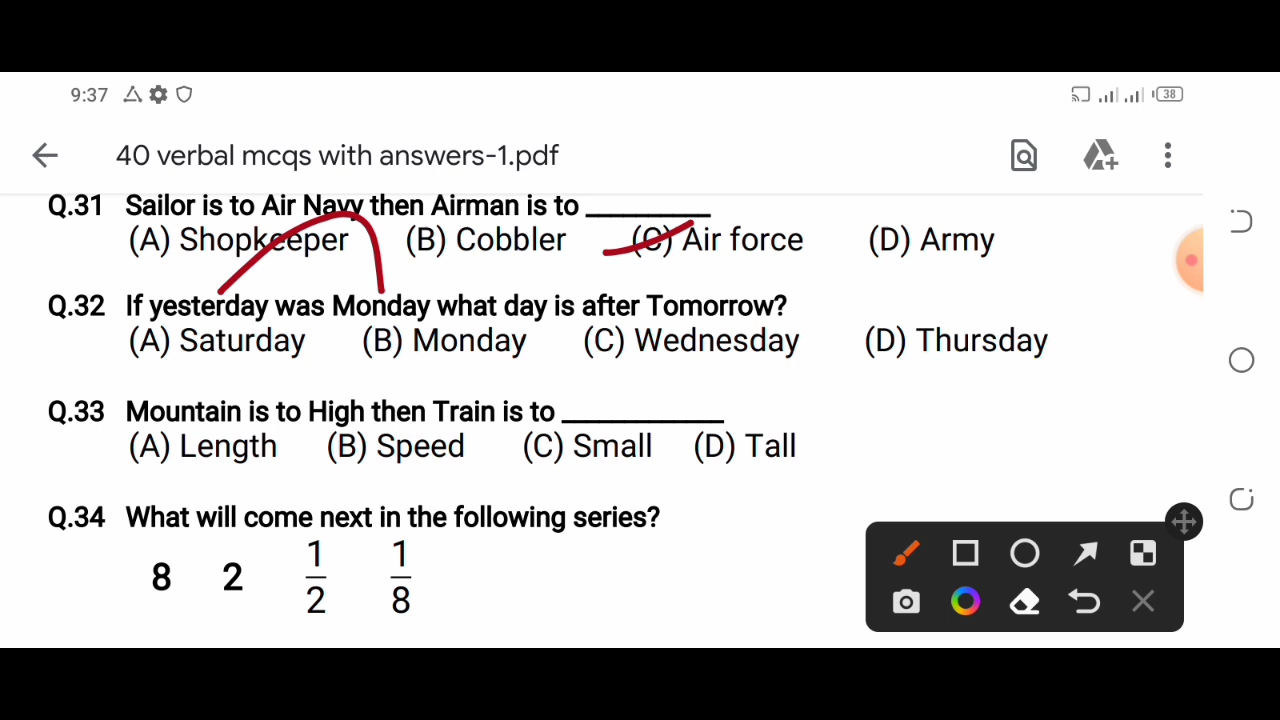 9:37 38
40 verbal mcqs with answers-1.pdf
Q.31 Sailor is to Air Navy then Airman is to __________
(A) Shopkeeper (B) Cobbler (C) Air force (D) Army
Q.32 If yesterday was Monday what day is after Tomorrow?
(A) Saturday (B) Monday (C) Wednesday (D) Thursday
Q.33 Mountain is to High then Train is to _____________
(A) Length (B) Speed (C) Small (D) Tall
Q.34 What will come next in the following series?
8 2 1/2 1/8